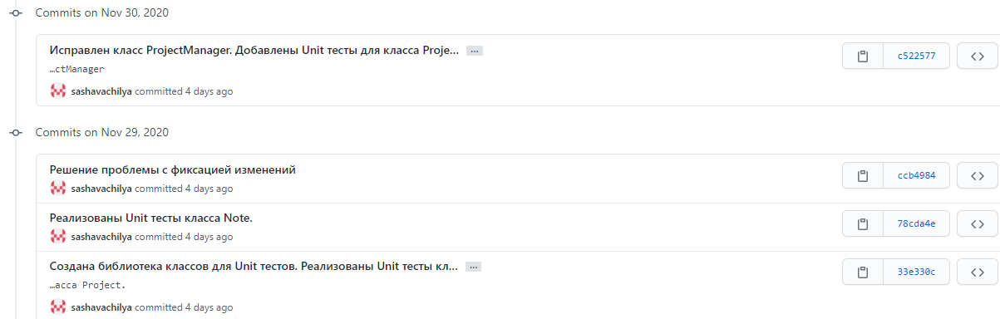 Commits on Nov 30, 2020
Исправлен класс ProjectManager. Добавлены Unit тесты для класса Proje… ...
…ctManager
c522577
sashavachilya committed 4 days ago
Commits on Nov 29, 2020
Решение проблемы с фиксацией изменений
ccb4984
sashavachilya committed 4 days ago
Реализованы Unit тесты класса Note.
78cda4e
sashavachilya committed 4 days ago
Создана библиотека классов для Unit тестов. Реализованы Unit тесты кл… ...
…acca Project.
33e330c
sashavachilya committed 4 days ago